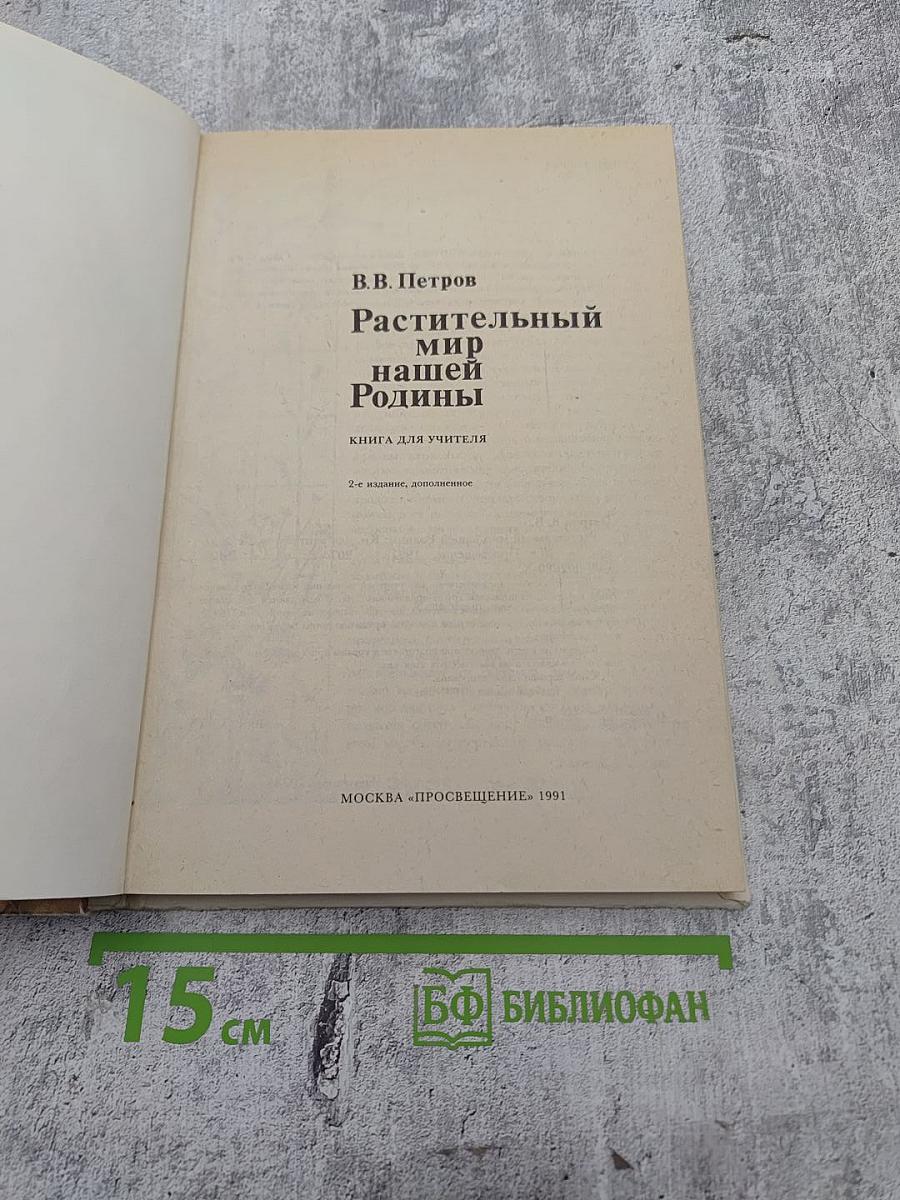 В. В. Петров
Растительный
мир
нашей
Родины
КНИГА ДЛЯ УЧИТЕЛЯ
2-е издание, дополненное
МОСКВА «ПРОСВЕЩЕНИЕ» 1991
15 см
БФ БИБЛИОФАН